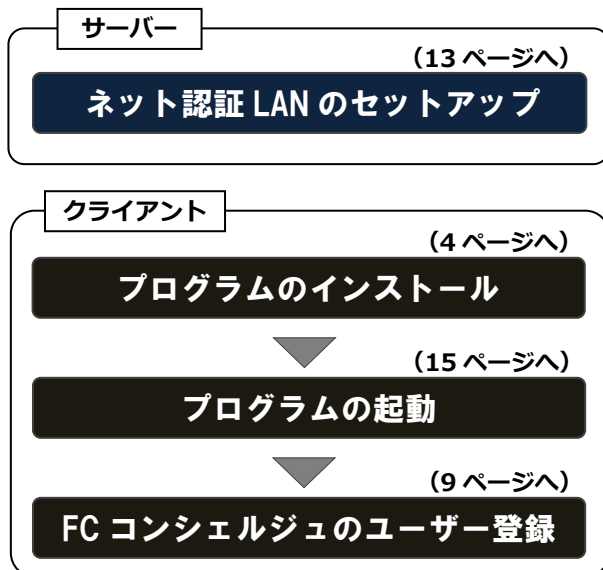 サーバー
（13 ページへ）
ネット認証 LAN のセットアップ
クライアント
（4 ページへ）
プログラムのインストール
（15 ページへ）
プログラムの起動
（9 ページへ）
FC コンシェルジュのユーザー登録